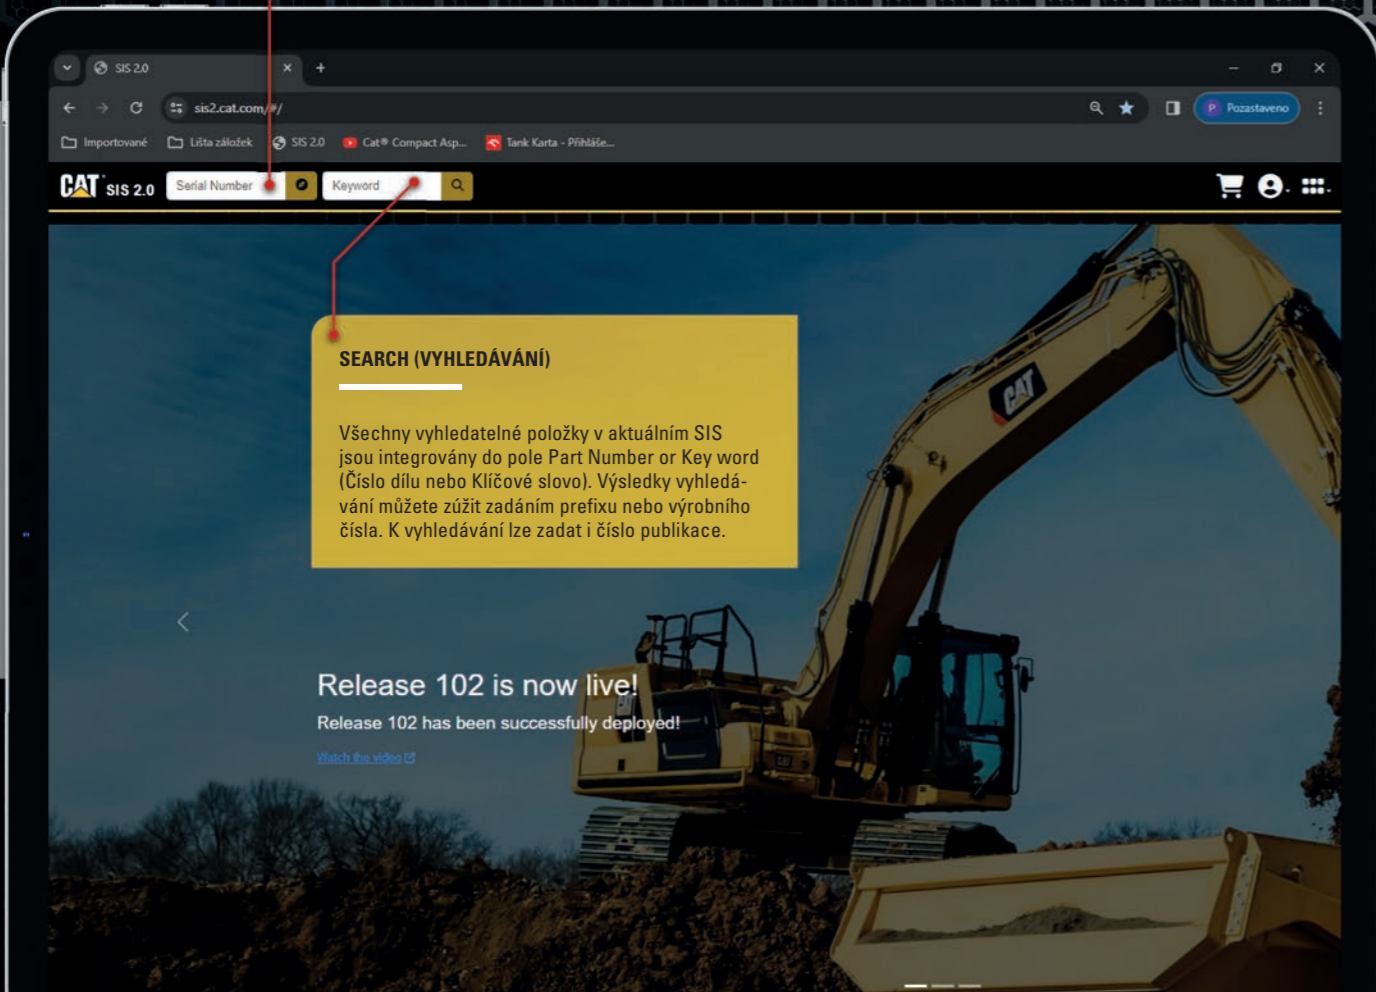 SIS 2.0
sis2.cat.com/#/
P Pozastaveno
Importované
Lišta záložek
SIS 2.0
Cat® Compact Asp...
Tank Karta - Přihláše...
CAT SIS 2.0
Serial Number
Keyword
SEARCH (VYHLEDÁVÁNÍ)
Všechny vyhledatelné položky v aktuálním SIS
jsou integrovány do pole Part Number or Key word
(Číslo dílu nebo Klíčové slovo). Výsledky vyhledá-
vání můžete zúžit zadáním prefixu nebo výrobního
čísla. K vyhledávání lze zadat i číslo publikace.
CAT
Release 102 is now live!
Release 102 has been successfully deployed!
Watch the video
CAT